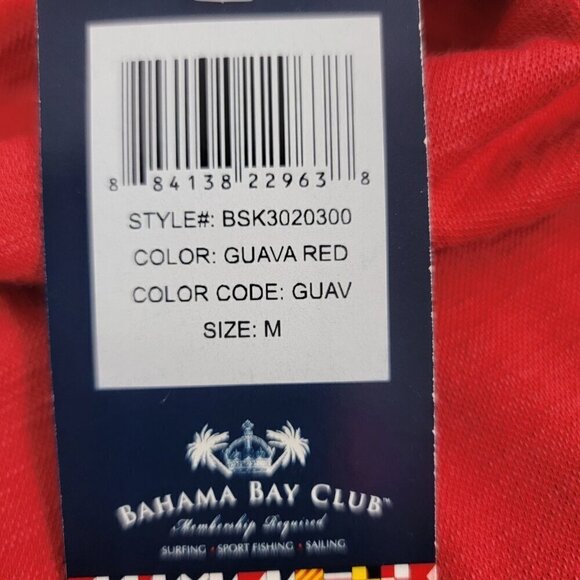 8 84138 22963 8
STYLE#: BSK3020300
COLOR: GUAVA RED
COLOR CODE: GUAV
SIZE: M
BAHAMA BAY CLUB™
Membership Required
SURFING · SPORT FISHING · SAILING